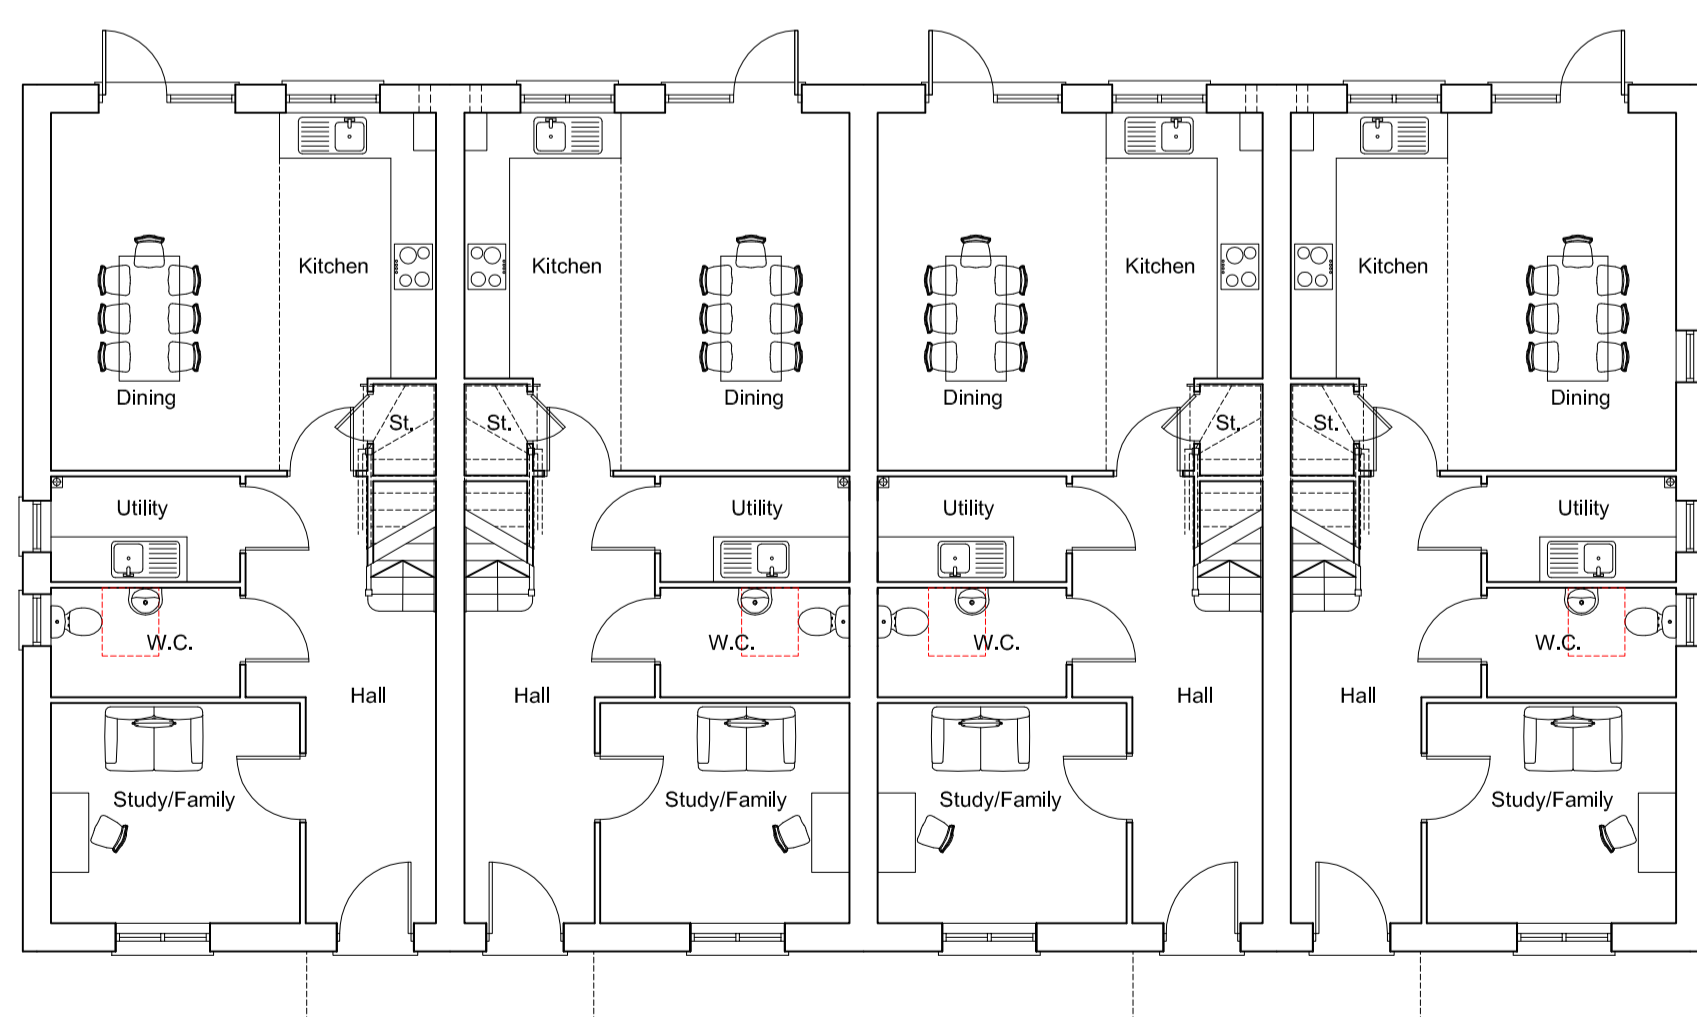 Kitchen Kitchen Kitchen Kitchen
Dining Dining Dining Dining
St. St. St. St.
Utility Utility Utility Utility
W.C. W.C. W.C. W.C.
Hall Hall Hall Hall
Study/Family Study/Family Study/Family Study/Family